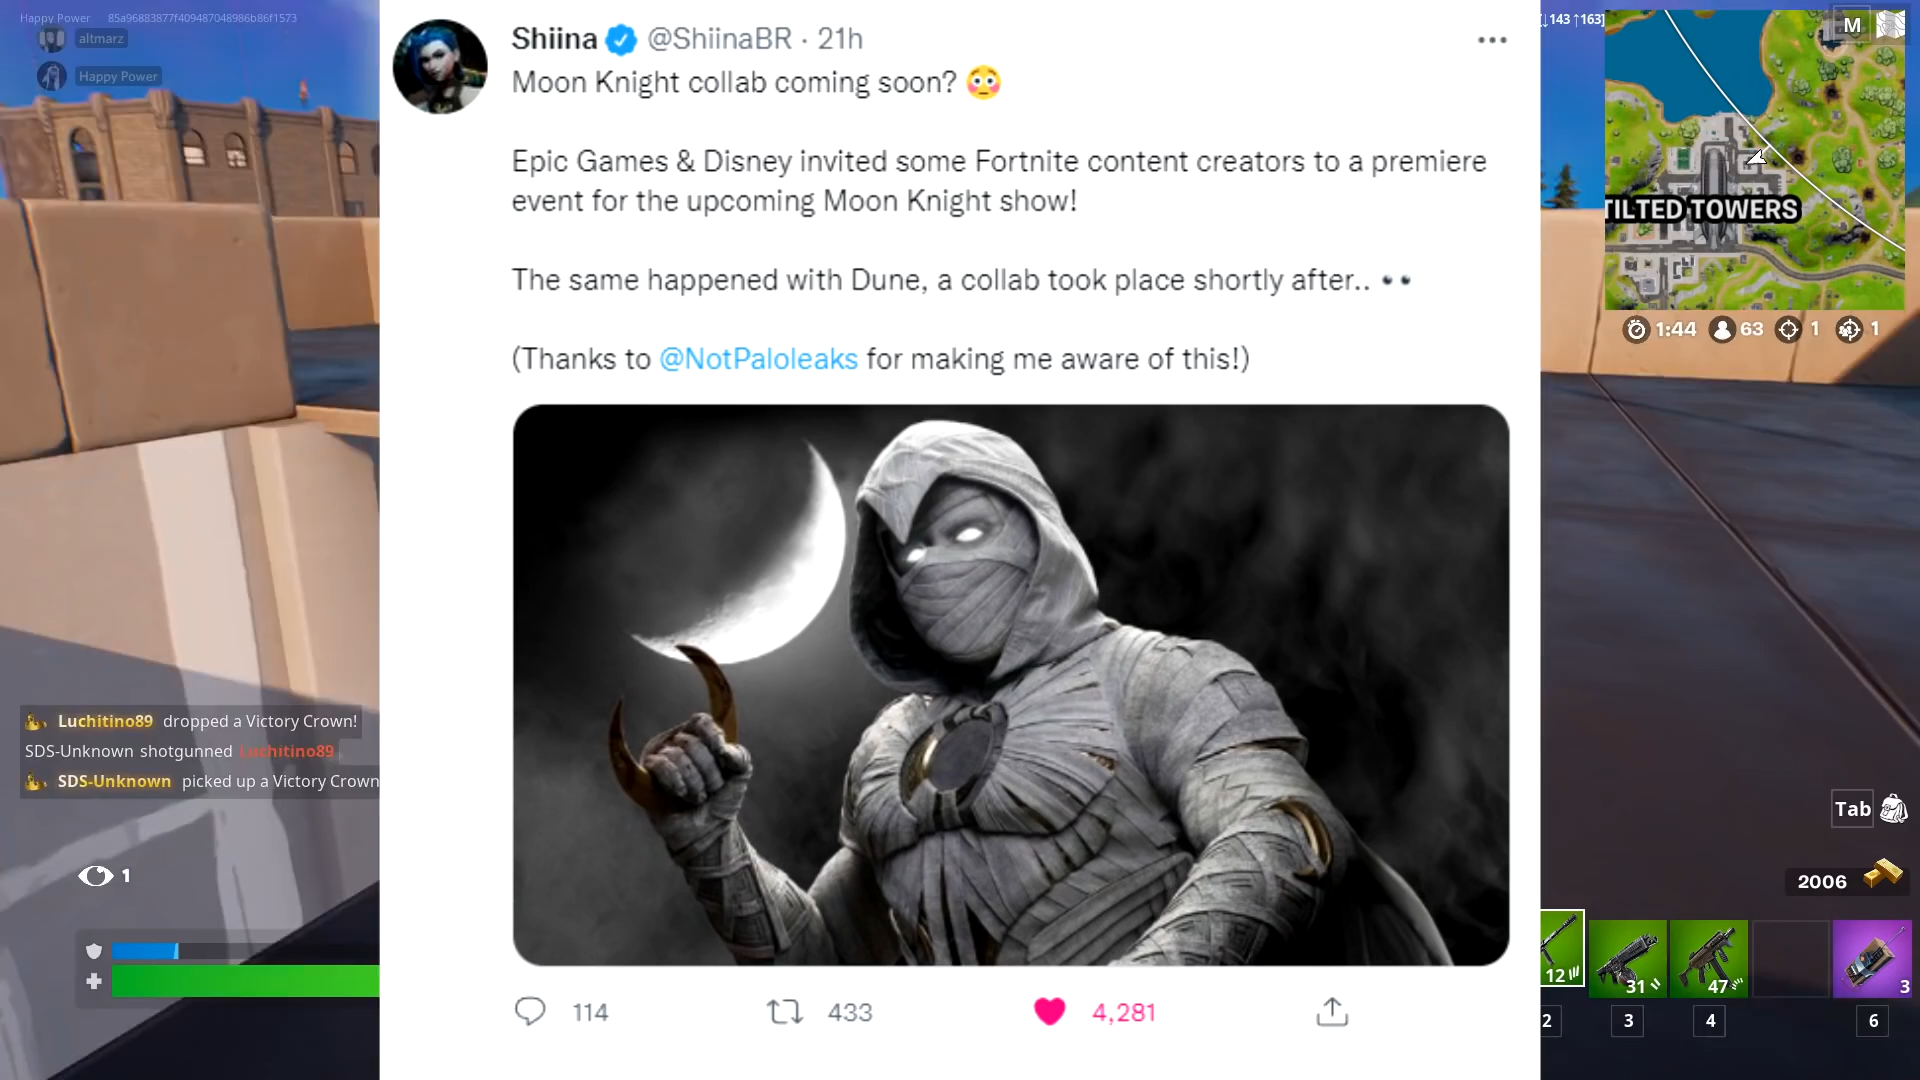 Happy Power 85a96883877f409487048986b86f1573
altmarz
Happy Power
Shiina @ShiinaBR · 21h
Moon Knight collab coming soon? 😳
Epic Games & Disney invited some Fortnite content creators to a premiere
event for the upcoming Moon Knight show!
The same happened with Dune, a collab took place shortly after.. 👀
(Thanks to @NotPaloleaks for making me aware of this!)
114 433 4,281
[↓143 ↑163]
M
TILTED TOWERS
1:44 63 1 1
Luchitino89 dropped a Victory Crown!
SDS-Unknown shotgunned Luchitino89
SDS-Unknown picked up a Victory Crown
1
Tab
2006
12 31 47 3
2 3 4 6